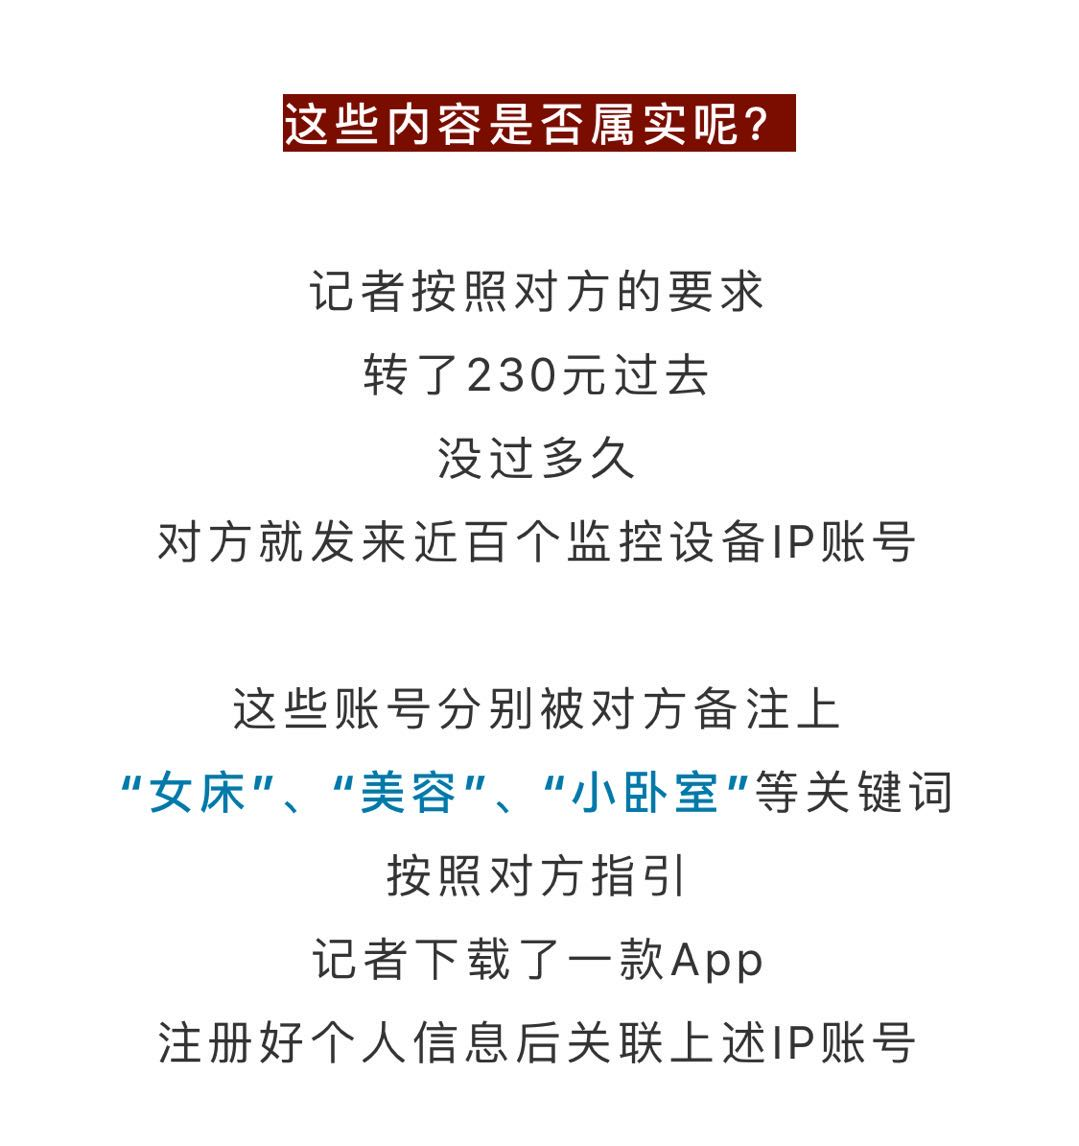 这些内容是否属实呢？
记者按照对方的要求
转了230元过去
没过多久
对方就发来近百个监控设备IP账号
这些账号分别被对方备注上
“女床”、“美容”、“小卧室”等关键词
按照对方指引
记者下载了一款App
注册好个人信息后关联上述IP账号